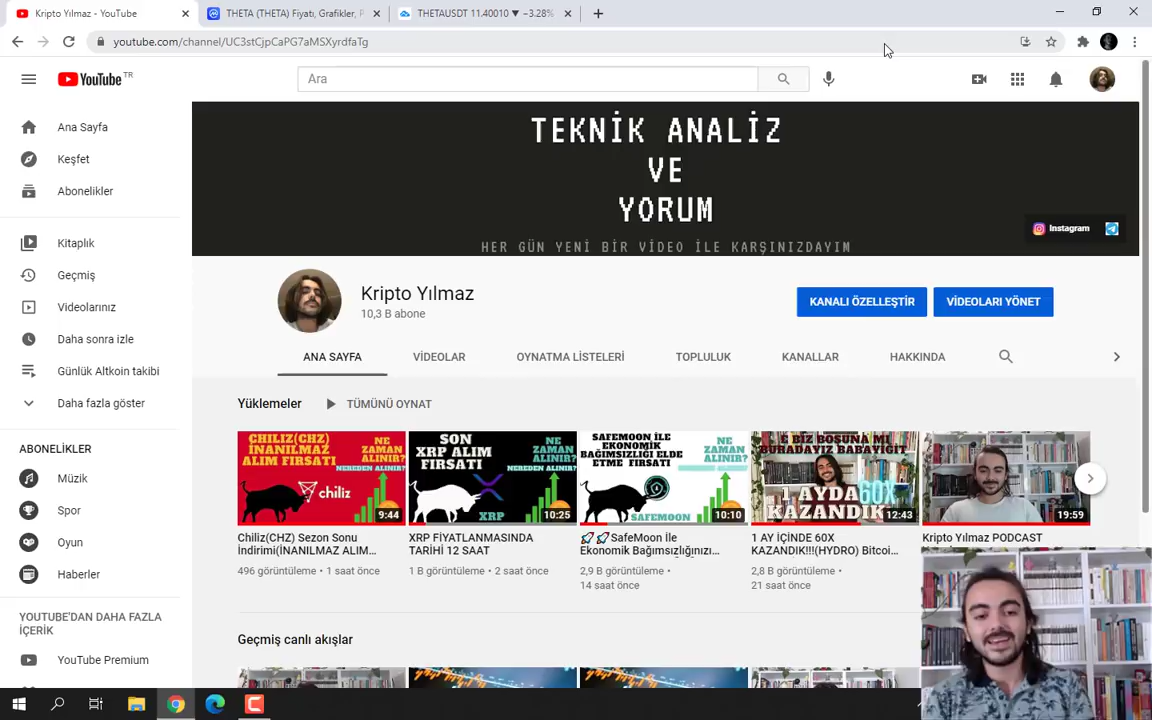 Kripto Yılmaz - YouTube
THETA (THETA) Fiyatı, Grafikler, F
THETAUSDT 11.40010 ▼ −3.28%
youtube.com/channel/UC3stCjpCaPG7aMSXyrdfaTg
YouTube TR
Ara
Ana Sayfa
Keşfet
Abonelikler
Kitaplık
Geçmiş
Videolarınız
Daha sonra izle
Günlük Altkoin takibi
Daha fazla göster
ABONELİKLER
Müzik
Spor
Oyun
Haberler
YOUTUBE'DAN DAHA FAZLA
İÇERİK
YouTube Premium
TEKNİK ANALİZ
VE
YORUM
HER GÜN YENİ BİR VİDEO İLE KARŞINIZDAYIM
Instagram
Kripto Yılmaz
10,3 B abone
KANALI ÖZELLEŞTİR
VİDEOLARI YÖNET
ANA SAYFA
VİDEOLAR
OYNATMA LİSTELERİ
TOPLULUK
KANALLAR
HAKKINDA
Yüklemeler
TÜMÜNÜ OYNAT
CHILIZ(CHZ)
İNANILMAZ
ALIM FIRSATI
NE
ZAMAN
ALINIR?
NEREDEN ALINIR?
chiliz
9:44
Chiliz(CHZ) Sezon Sonu
İndirimi(İNANILMAZ ALIM...
496 görüntüleme • 1 saat önce
SON
XRP ALIM
FIRSATI
NE
ZAMAN
ALINIR?
NEREDEN ALINIR?
XRP
10:25
XRP FİYATLANMASINDA
TARİHİ 12 SAAT
1 B görüntüleme • 2 saat önce
SAFEMOON İLE
EKONOMİK
BAĞIMSIZLIĞI ELDE
ETME FIRSATI
NE
ZAMAN
ALINIR?
SAFEMOON
10:10
🚀🚀SafeMoon İle
Ekonomik Bağımsızlığınızı...
2,9 B görüntüleme •
14 saat önce
E BİZ BOŞUNA MI
BURADAYIZ BABAYİĞİT
1 AYDA 60X
KAZANDIK
12:43
1 AY İÇİNDE 60X
KAZANDIK!!!(HYDRO) Bitcoi...
2,8 B görüntüleme •
21 saat önce
19:59
Kripto Yılmaz PODCAST
Geçmiş canlı akışlar